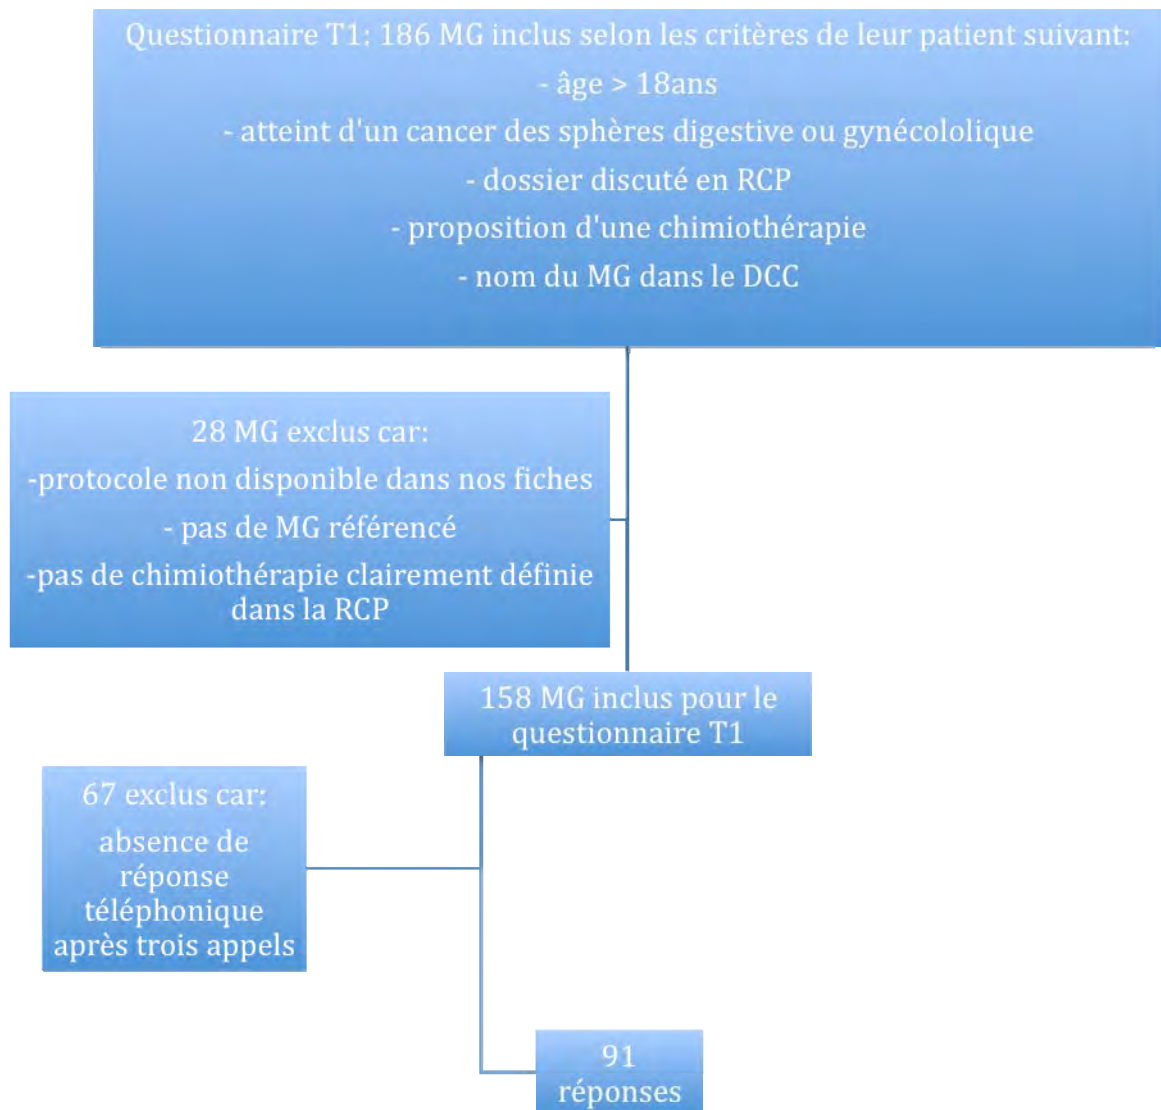 Questionnaire T1: 186 MG inclus selon les critères de leur patient suivant:
- âge > 18ans
- atteint d'un cancer des sphères digestive ou gynécololique
- dossier discuté en RCP
- proposition d'une chimiothérapie
- nom du MG dans le DCC
28 MG exclus car:
-protocole non disponible dans nos fiches
- pas de MG référencé
-pas de chimiothérapie clairement définie
dans la RCP
158 MG inclus pour le
questionnaire T1
67 exclus car:
absence de
réponse
téléphonique
après trois appels
91
réponses